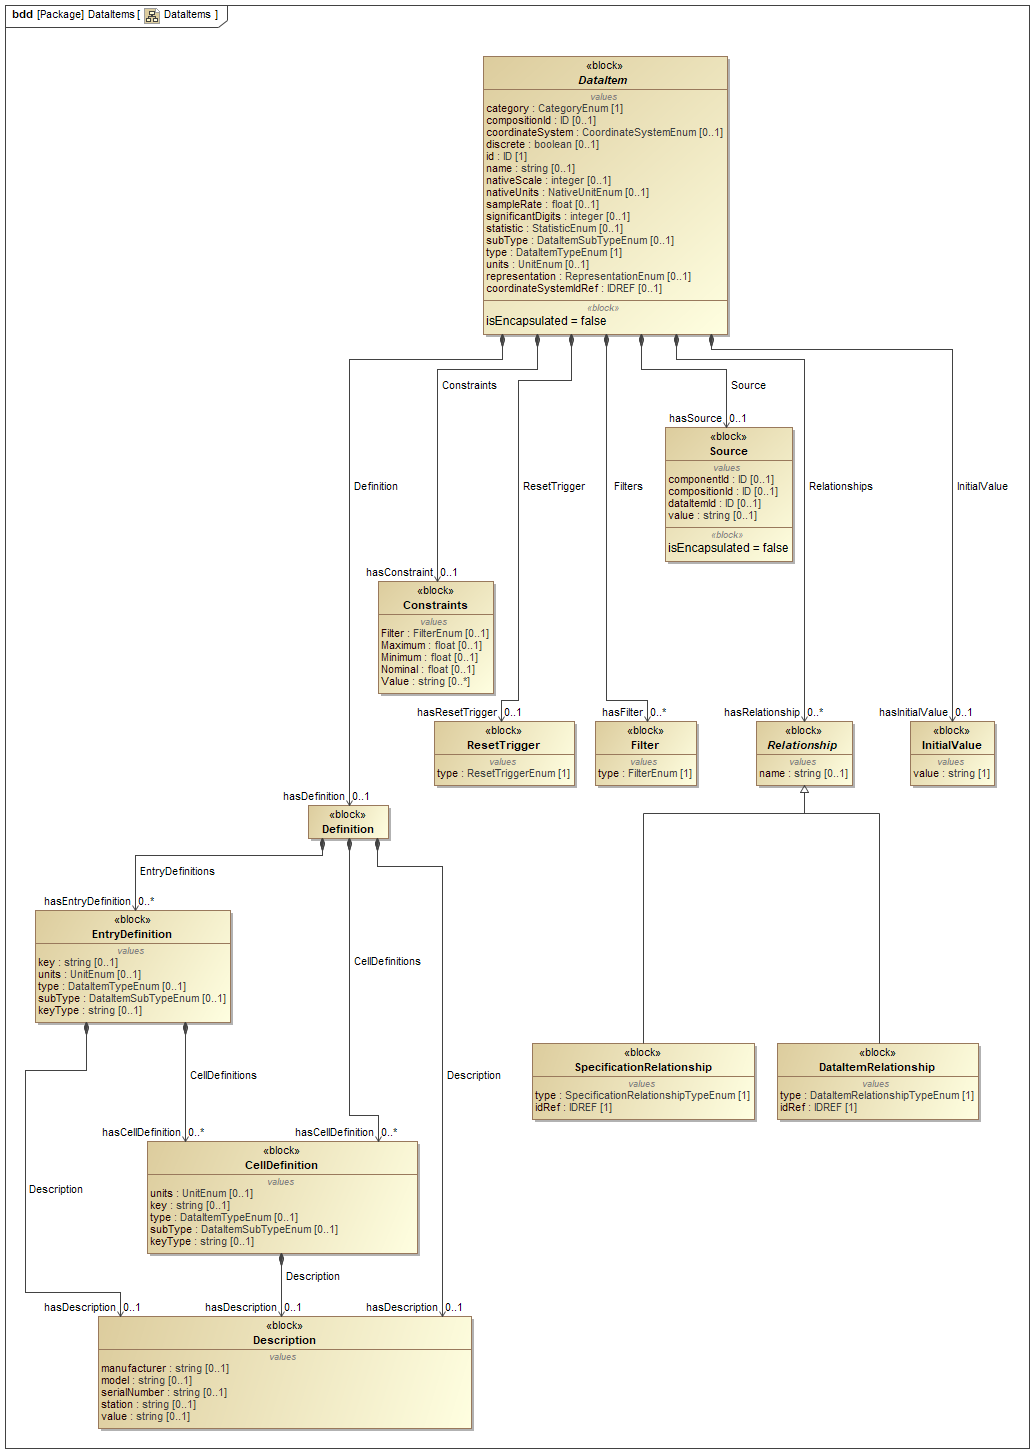 bdd [Package] DataItems [ DataItems ]
«block»
DataItem
values
category : CategoryEnum [1]
compositionId : ID [0..1]
coordinateSystem : CoordinateSystemEnum [0..1]
discrete : boolean [0..1]
id : ID [1]
name : string [0..1]
nativeScale : integer [0..1]
nativeUnits : NativeUnitEnum [0..1]
sampleRate : float [0..1]
significantDigits : integer [0..1]
statistic : StatisticEnum [0..1]
subType : DataItemSubTypeEnum [0..1]
type : DataItemTypeEnum [1]
units : UnitEnum [0..1]
representation : RepresentationEnum [0..1]
coordinateSystemIdRef : IDREF [0..1]
«block»
isEncapsulated = false
Constraints
Source
hasSource 0..1
«block»
Source
values
componentId : ID [0..1]
compositionId : ID [0..1]
dataItemId : ID [0..1]
value : string [0..1]
«block»
isEncapsulated = false
Definition
ResetTrigger
Filters
Relationships
InitialValue
hasConstraint 0..1
«block»
Constraints
values
Filter : FilterEnum [0..1]
Maximum : float [0..1]
Minimum : float [0..1]
Nominal : float [0..1]
Value : string [0..*]
hasResetTrigger 0..1
«block»
ResetTrigger
values
type : ResetTriggerEnum [1]
hasFilter 0..*
«block»
Filter
values
type : FilterEnum [1]
hasRelationship 0..*
«block»
Relationship
values
name : string [0..1]
hasInitialValue 0..1
«block»
InitialValue
values
value : string [1]
hasDefinition 0..1
«block»
Definition
EntryDefinitions
hasEntryDefinition 0..*
«block»
EntryDefinition
values
key : string [0..1]
units : UnitEnum [0..1]
type : DataItemTypeEnum [0..1]
subType : DataItemSubTypeEnum [0..1]
keyType : string [0..1]
CellDefinitions
CellDefinitions
Description
«block»
SpecificationRelationship
values
type : SpecificationRelationshipTypeEnum [1]
idRef : IDREF [1]
«block»
DataItemRelationship
values
type : DataItemRelationshipTypeEnum [1]
idRef : IDREF [1]
hasCellDefinition 0..*
hasCellDefinition 0..*
«block»
CellDefinition
values
units : UnitEnum [0..1]
key : string [0..1]
type : DataItemTypeEnum [0..1]
subType : DataItemSubTypeEnum [0..1]
keyType : string [0..1]
Description
Description
hasDescription 0..1
hasDescription 0..1
hasDescription 0..1
«block»
Description
values
manufacturer : string [0..1]
model : string [0..1]
serialNumber : string [0..1]
station : string [0..1]
value : string [0..1]